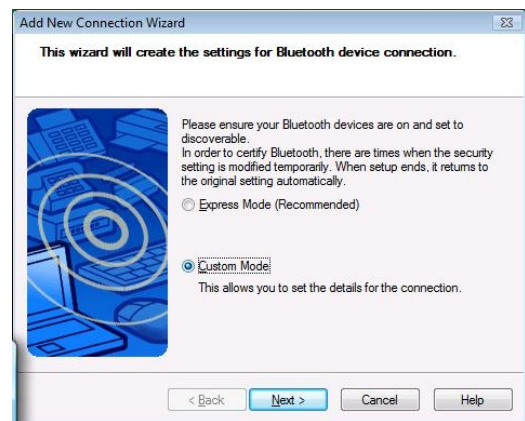 Add New Connection Wizard
This wizard will create the settings for Bluetooth device connection.
Please ensure your Bluetooth devices are on and set to
discoverable.
In order to certify Bluetooth, there are times when the security
setting is modified temporarily. When setup ends, it returns to
the original setting automatically.
Express Mode (Recommended)
Custom Mode
This allows you to set the details for the connection.
< Back
Next >
Cancel
Help